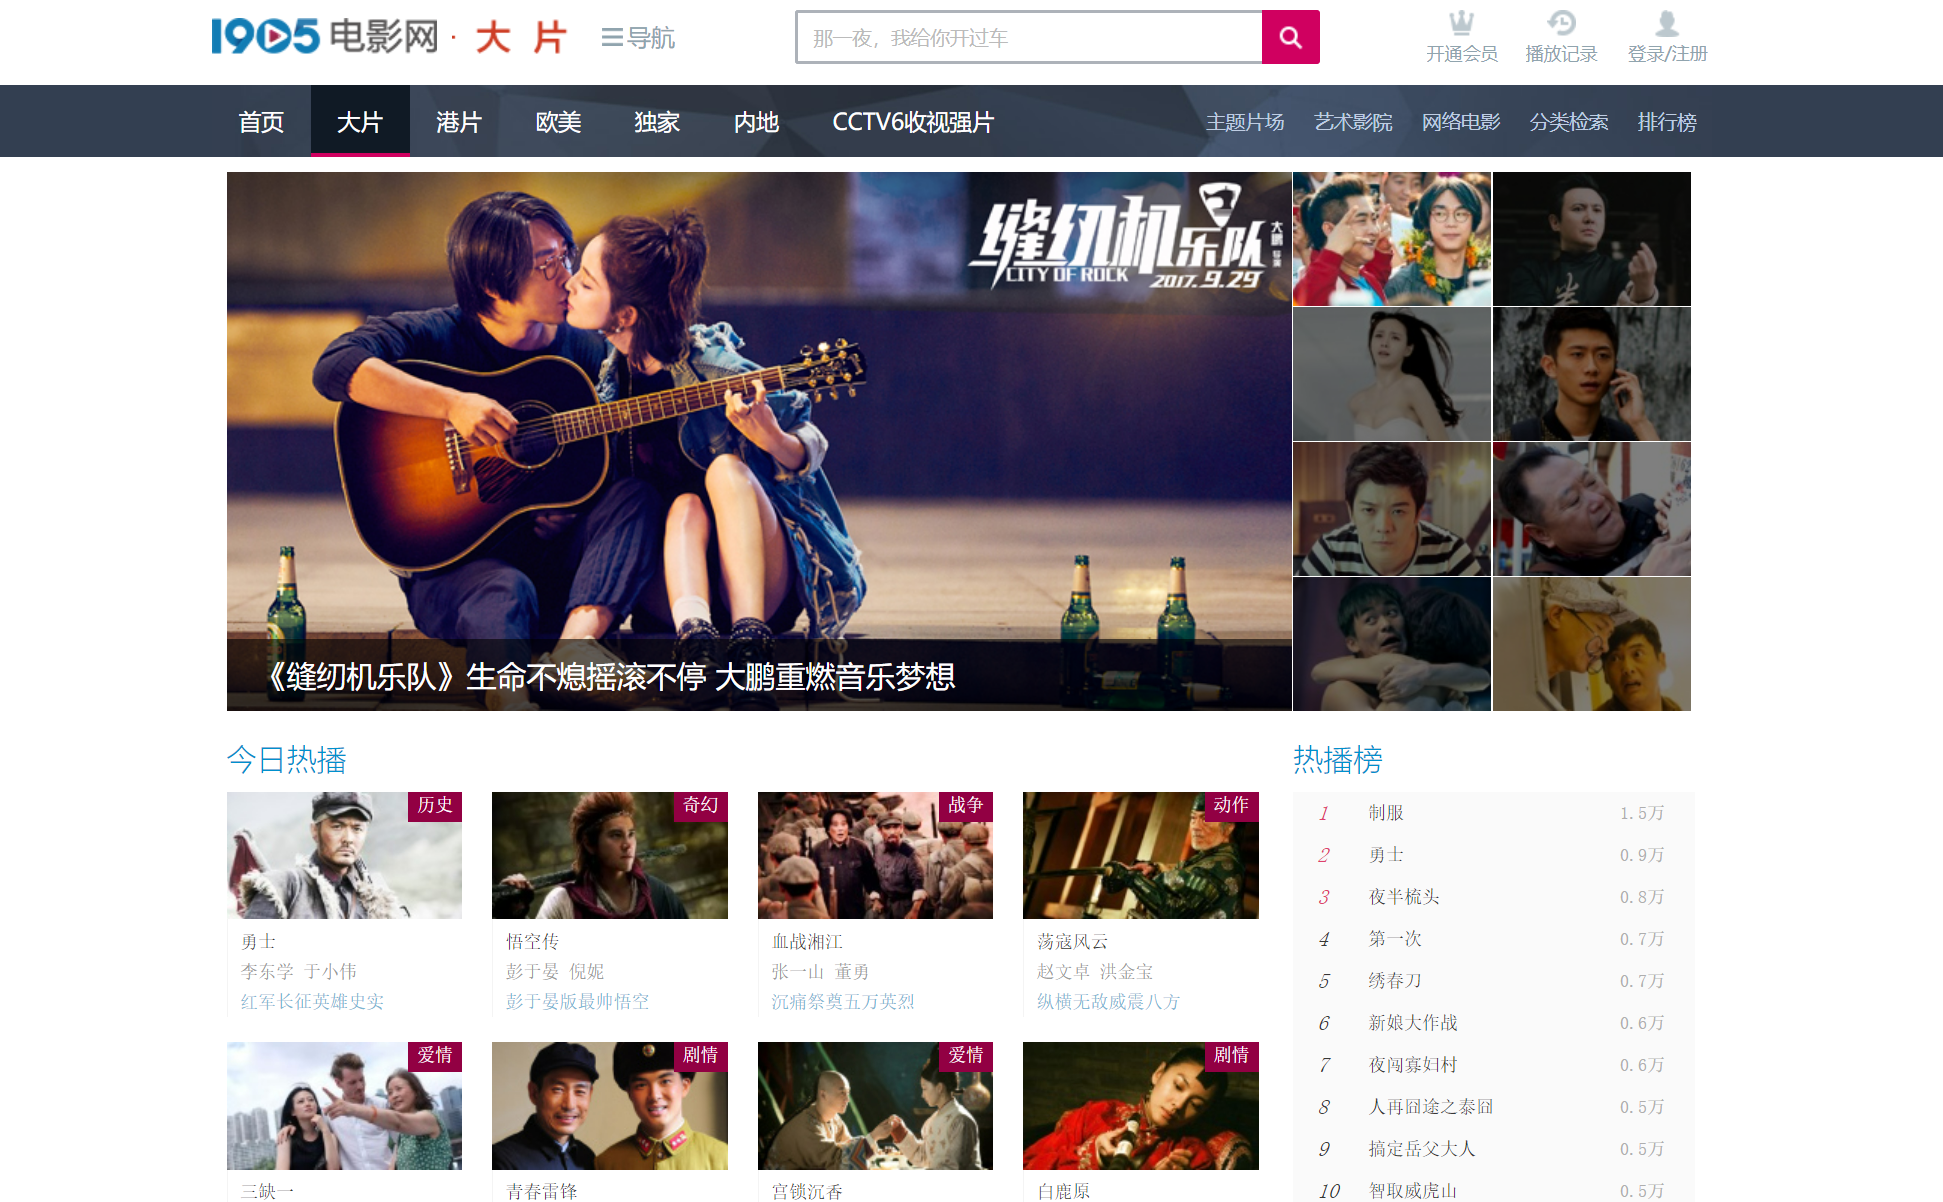 1905电影网·大片
导航
那一夜，我给你开过车
开通会员
播放记录
登录/注册
首页
大片
港片
欧美
独家
内地
CCTV6收视强片
主题片场
艺术影院
网络电影
分类检索
排行榜
缝纫机乐队
大鹏导演
CITY OF ROCK 2017.9.29
《缝纫机乐队》生命不熄摇滚不停 大鹏重燃音乐梦想
今日热播
历史
勇士
李东学 于小伟
红军长征英雄史实
奇幻
悟空传
彭于晏 倪妮
彭于晏版最帅悟空
战争
血战湘江
张一山 董勇
沉痛祭奠五万英烈
动作
荡寇风云
赵文卓 洪金宝
纵横无敌威震八方
爱情
三缺一
剧情
青春雷锋
爱情
宫锁沉香
剧情
白鹿原
热播榜
1 制服 1.5万
2 勇士 0.9万
3 夜半梳头 0.8万
4 第一次 0.7万
5 绣春刀 0.7万
6 新娘大作战 0.6万
7 夜闯寡妇村 0.6万
8 人再囧途之泰囧 0.5万
9 搞定岳父大人 0.5万
10 智取威虎山 0.5万